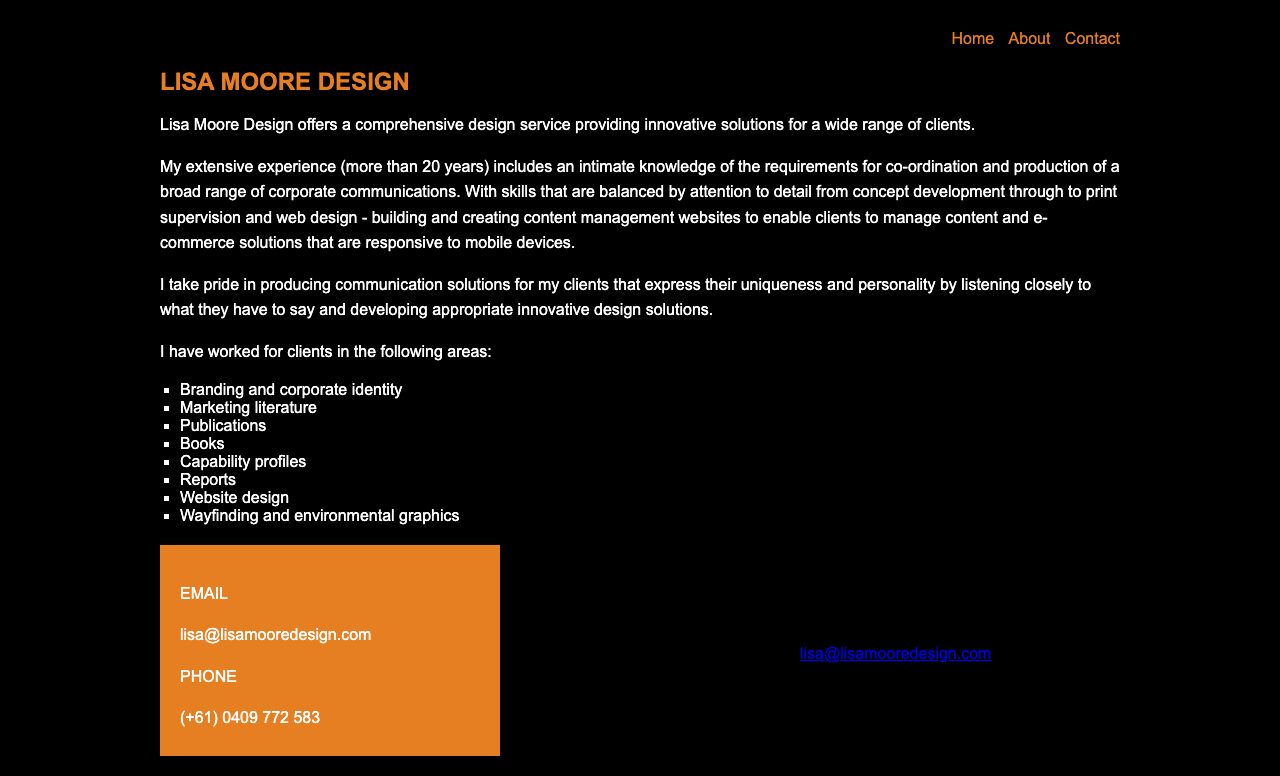 Home About Contact
LISA MOORE DESIGN
Lisa Moore Design offers a comprehensive design service providing innovative solutions for a wide range of clients.
My extensive experience (more than 20 years) includes an intimate knowledge of the requirements for co-ordination and production of a
broad range of corporate communications. With skills that are balanced by attention to detail from concept development through to print
supervision and web design - building and creating content management websites to enable clients to manage content and e-
commerce solutions that are responsive to mobile devices.
I take pride in producing communication solutions for my clients that express their uniqueness and personality by listening closely to
what they have to say and developing appropriate innovative design solutions.
I have worked for clients in the following areas:
Branding and corporate identity
Marketing literature
Publications
Books
Capability profiles
Reports
Website design
Wayfinding and environmental graphics
EMAIL
lisa@lisamooredesign.com
PHONE
(+61) 0409 772 583
lisa@lisamooredesign.com